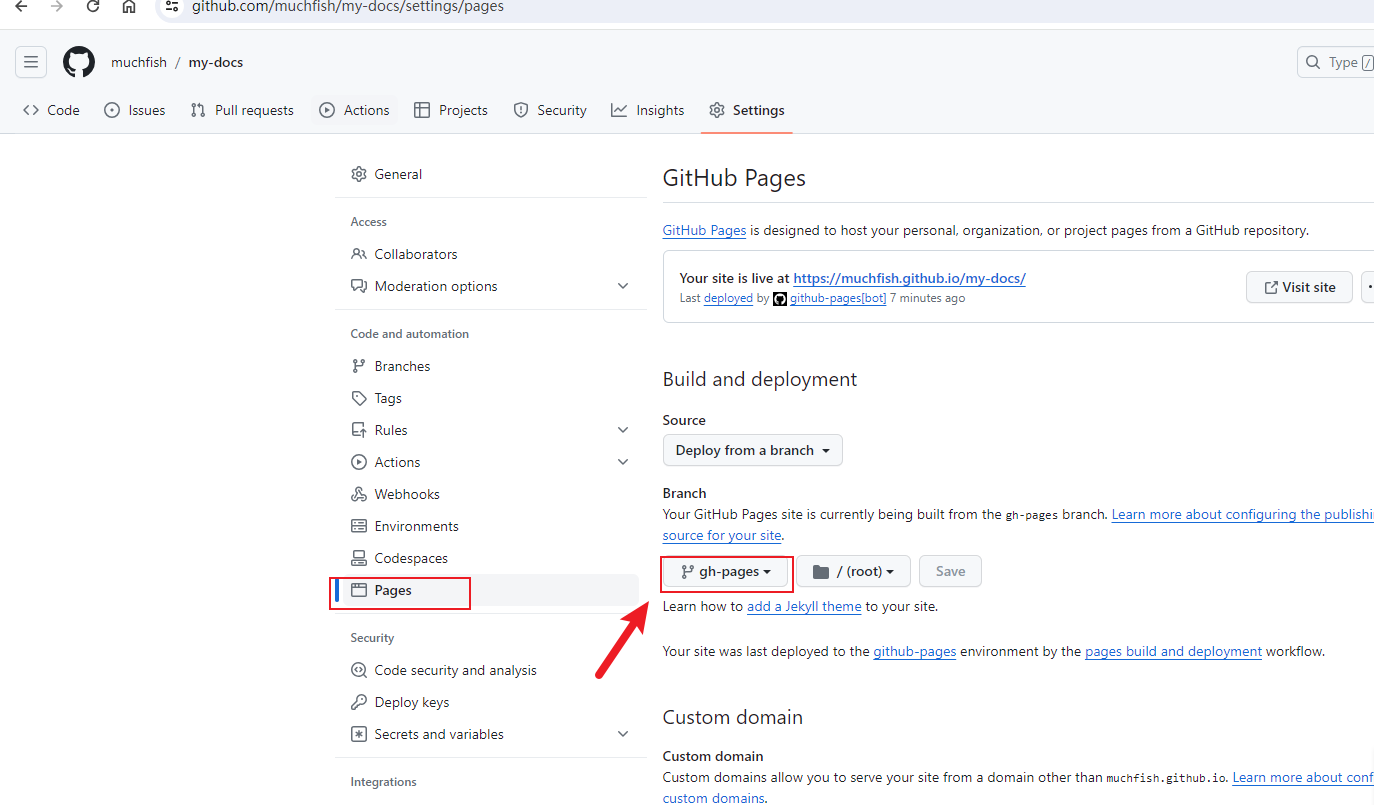 github.com/muchfish/my-docs/settings/pages
muchfish / my-docs
Type /
Code Issues Pull requests Actions Projects Security Insights Settings
General
Access
Collaborators
Moderation options
Code and automation
Branches
Tags
Rules
Actions
Webhooks
Environments
Codespaces
Pages
Security
Code security and analysis
Deploy keys
Secrets and variables
Integrations
GitHub Pages
GitHub Pages is designed to host your personal, organization, or project pages from a GitHub repository.
Your site is live at https://muchfish.github.io/my-docs/
Last deployed by github-pages[bot] 7 minutes ago
Visit site
Build and deployment
Source
Deploy from a branch
Branch
Your GitHub Pages site is currently being built from the gh-pages branch. Learn more about configuring the publishi
source for your site.
gh-pages / (root) Save
Learn how to add a Jekyll theme to your site.
Your site was last deployed to the github-pages environment by the pages build and deployment workflow.
Custom domain
Custom domain
Custom domains allow you to serve your site from a domain other than muchfish.github.io. Learn more about conf
custom domains.